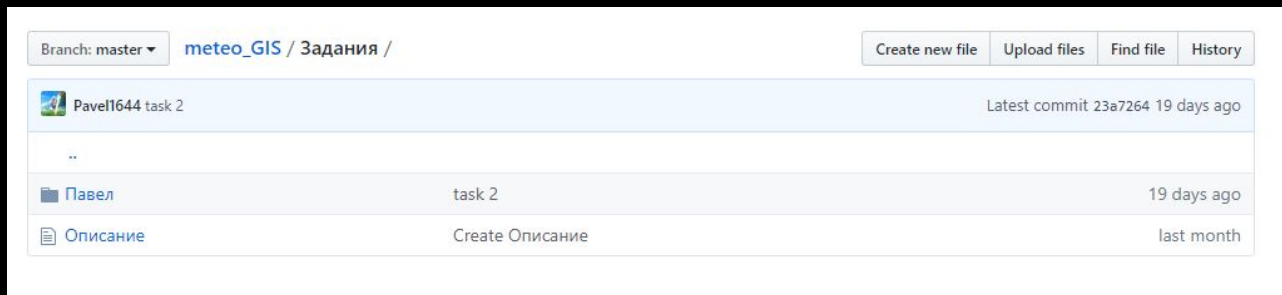 Branch: master meteo_GIS / Задания / Create new file Upload files Find file History
Pavel1644 task 2 Latest commit 23a7264 19 days ago
..
Павел task 2 19 days ago
Описание Create Описание last month